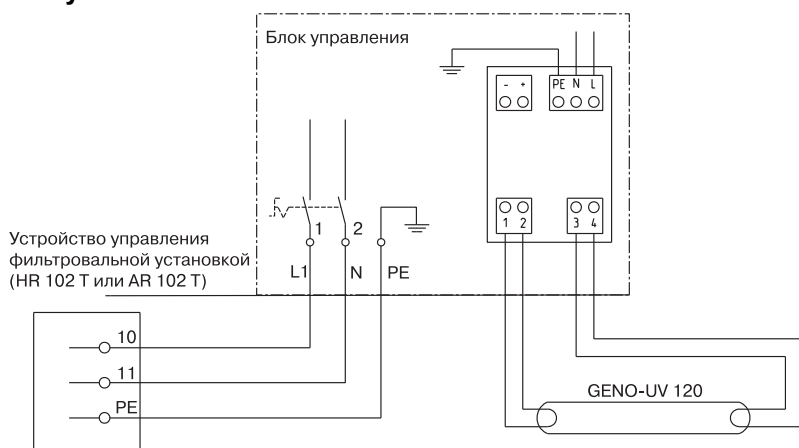 Блок управления
- +
PE N L
1 2
3 4
1 2
L1 N PE
Устройство управления
фильтровальной установкой
(HR 102 T или AR 102 T)
10
11
PE
GENO-UV 120